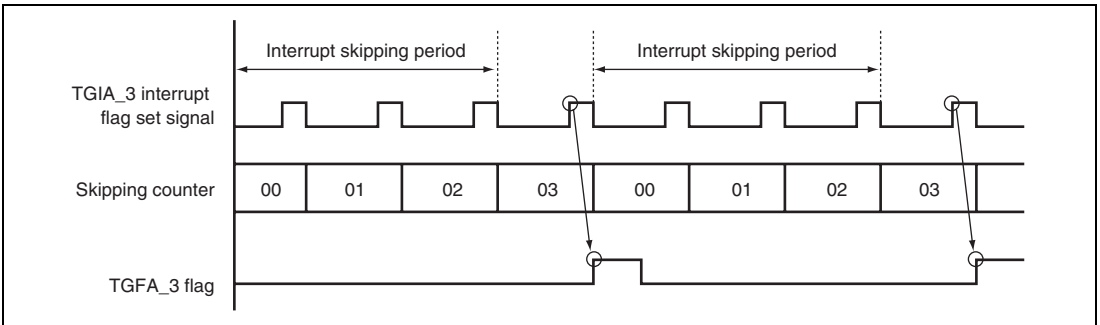 Interrupt skipping period Interrupt skipping period
TGIA_3 interrupt
flag set signal
Skipping counter 00 01 02 03 00 01 02 03
TGFA_3 flag